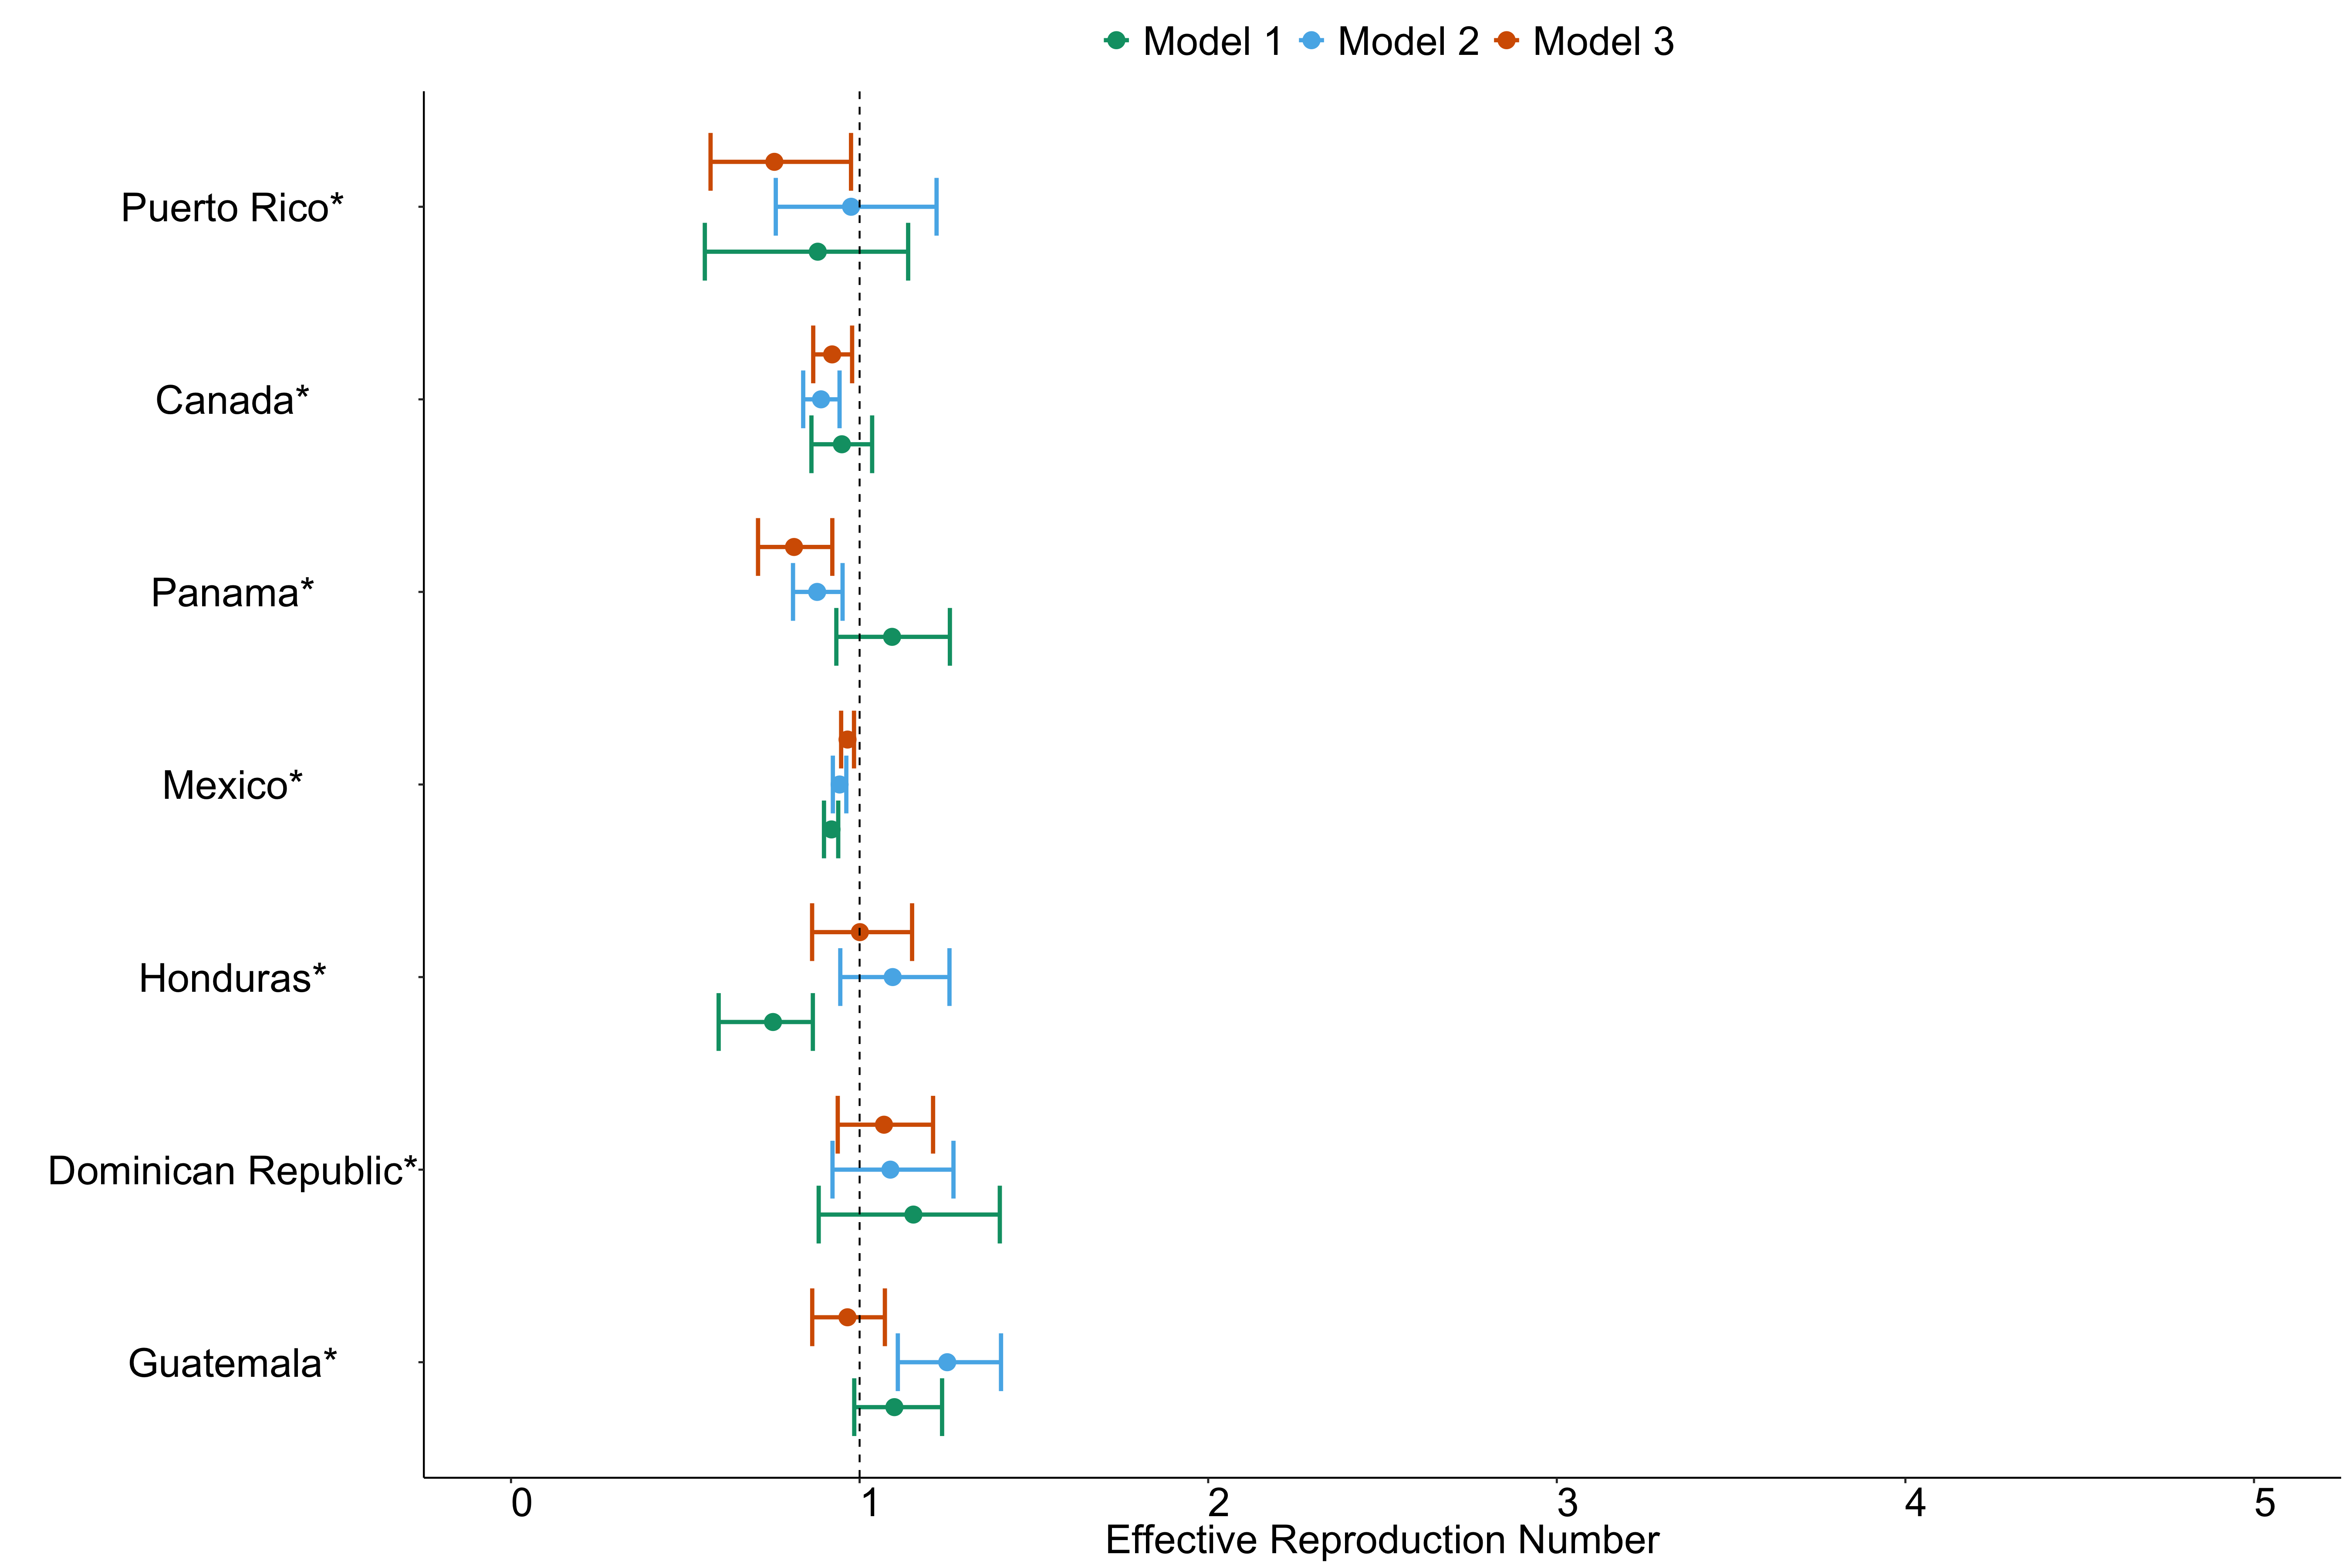 Model 1 Model 2 Model 3
Puerto Rico*
Canada*
Panama*
Mexico*
Honduras*
Dominican Republic*
Guatemala*
0 1 2 3 4 5
Effective Reproduction Number